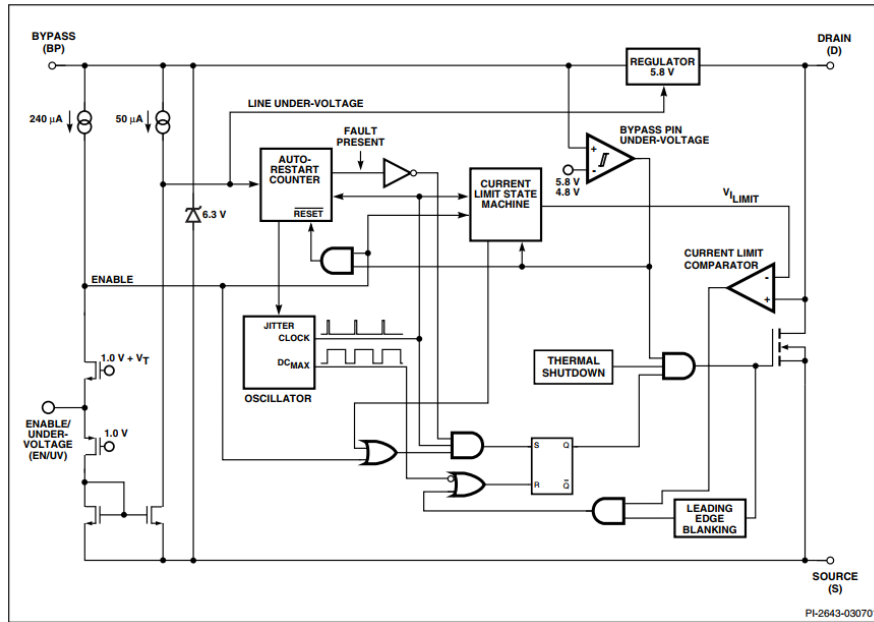 BYPASS
(BP)
DRAIN
(D)
REGULATOR
5.8 V
LINE UNDER-VOLTAGE
240 μA
50 μA
FAULT
PRESENT
BYPASS PIN
UNDER-VOLTAGE
+
-
5.8 V
4.8 V
AUTO-
RESTART
COUNTER
RESET
6.3 V
CURRENT
LIMIT STATE
MACHINE
VI LIMIT
CURRENT LIMIT
COMPARATOR
-
+
ENABLE
JITTER
CLOCK
DCMAX
OSCILLATOR
THERMAL
SHUTDOWN
1.0 V + VT
ENABLE/
UNDER-
VOLTAGE
(EN/UV)
1.0 V
S Q
R Q
LEADING
EDGE
BLANKING
SOURCE
(S)
PI-2643-030701